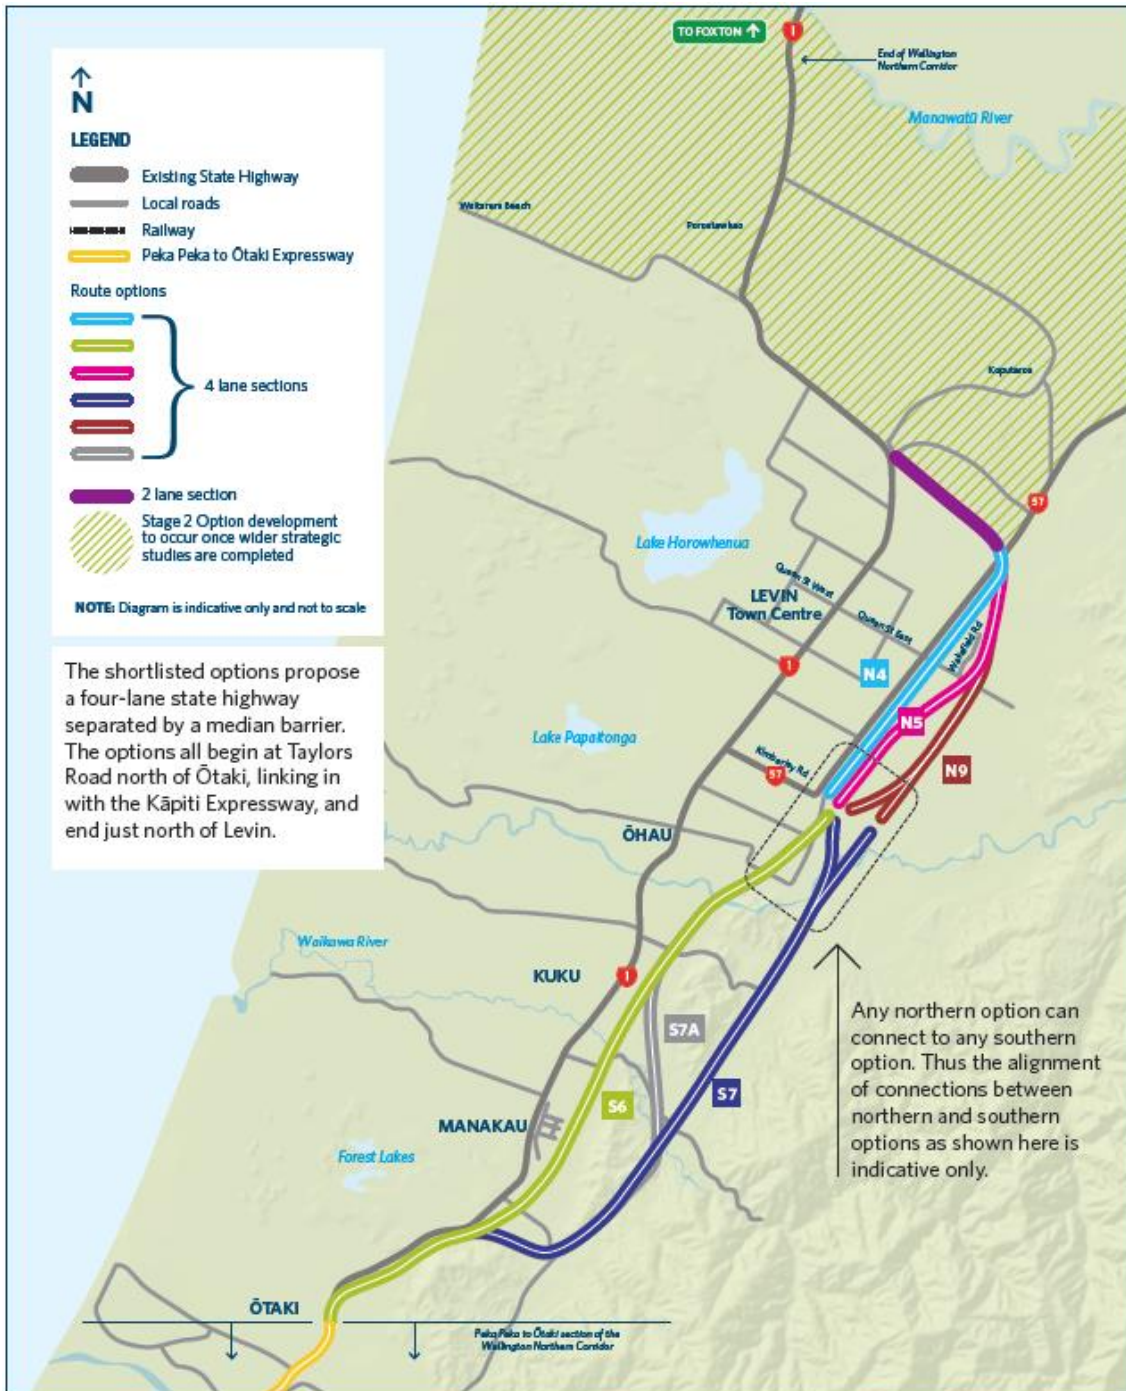 TO FOXTON ↑
1
End of Wellington
Northern Corridor
Manawatū River
N
LEGEND
Existing State Highway
Local roads
Railway
Peka Peka to Ōtaki Expressway
Route options
4 lane sections
2 lane section
Stage 2 Option development
to occur once wider strategic
studies are completed
NOTE: Diagram is indicative only and not to scale
The shortlisted options propose
a four-lane state highway
separated by a median barrier.
The options all begin at Taylors
Road north of Ōtaki, linking in
with the Kāpiti Expressway, and
end just north of Levin.
Waitarere Beach
Poroutawhao
Koputaroa
57
Lake Horowhenua
Queen St West
LEVIN
Town Centre
Queen St East
Wakefield Rd
1
N4
Lake Papaitonga
N5
Kimberley Rd
57
N9
ŌHAU
Waikawa River
KUKU
1
S7A
Any northern option can
connect to any southern
option. Thus the alignment
of connections between
northern and southern
options as shown here is
indicative only.
S7
S6
MANAKAU
Forest Lakes
ŌTAKI
Peka Peka to Ōtaki section of the
Wellington Northern Corridor